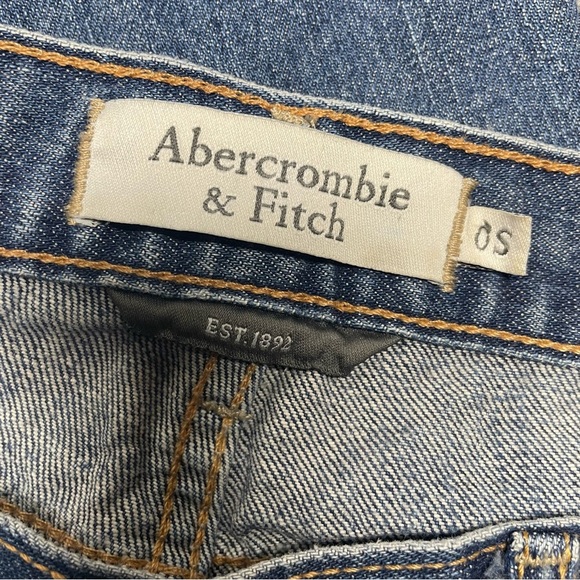 Abercrombie
& Fitch
0S
EST.1892